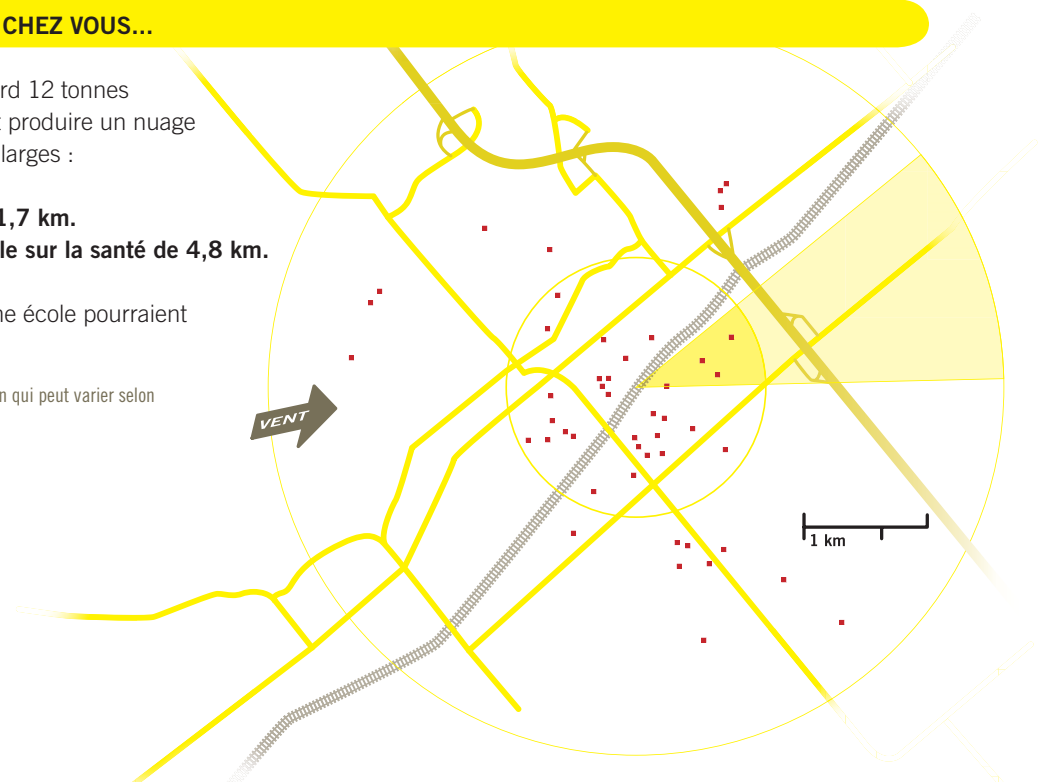 CHEZ VOUS...
rd 12 tonnes
t produire un nuage
larges :
1,7 km.
le sur la santé de 4,8 km.
ne école pourraient
n qui peut varier selon
VENT
1 km